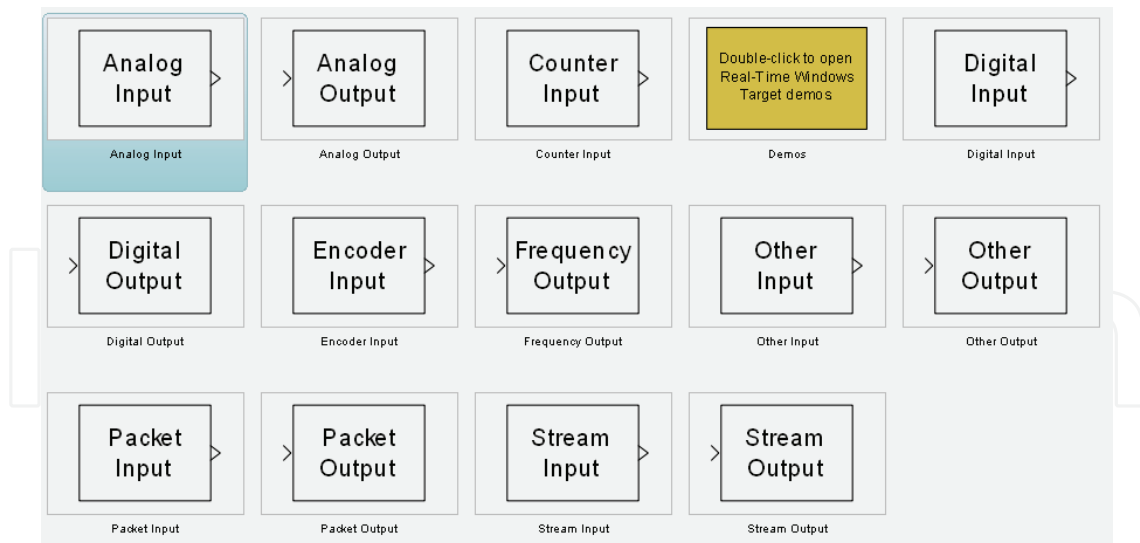 Analog
Input
Analog
Output
Counter
Input
Double-click to open
Real-Time Windows
Target demos
Digital
Input
Analog Input
Analog Output
Counter Input
Demos
Digital Input
Digital
Output
Encoder
Input
Frequency
Output
Other
Input
Other
Output
Digital Output
Encoder Input
Frequency Output
Other Input
Other Output
Packet
Input
Packet
Output
Stream
Input
Stream
Output
Packet Input
Packet Output
Stream Input
Stream Output